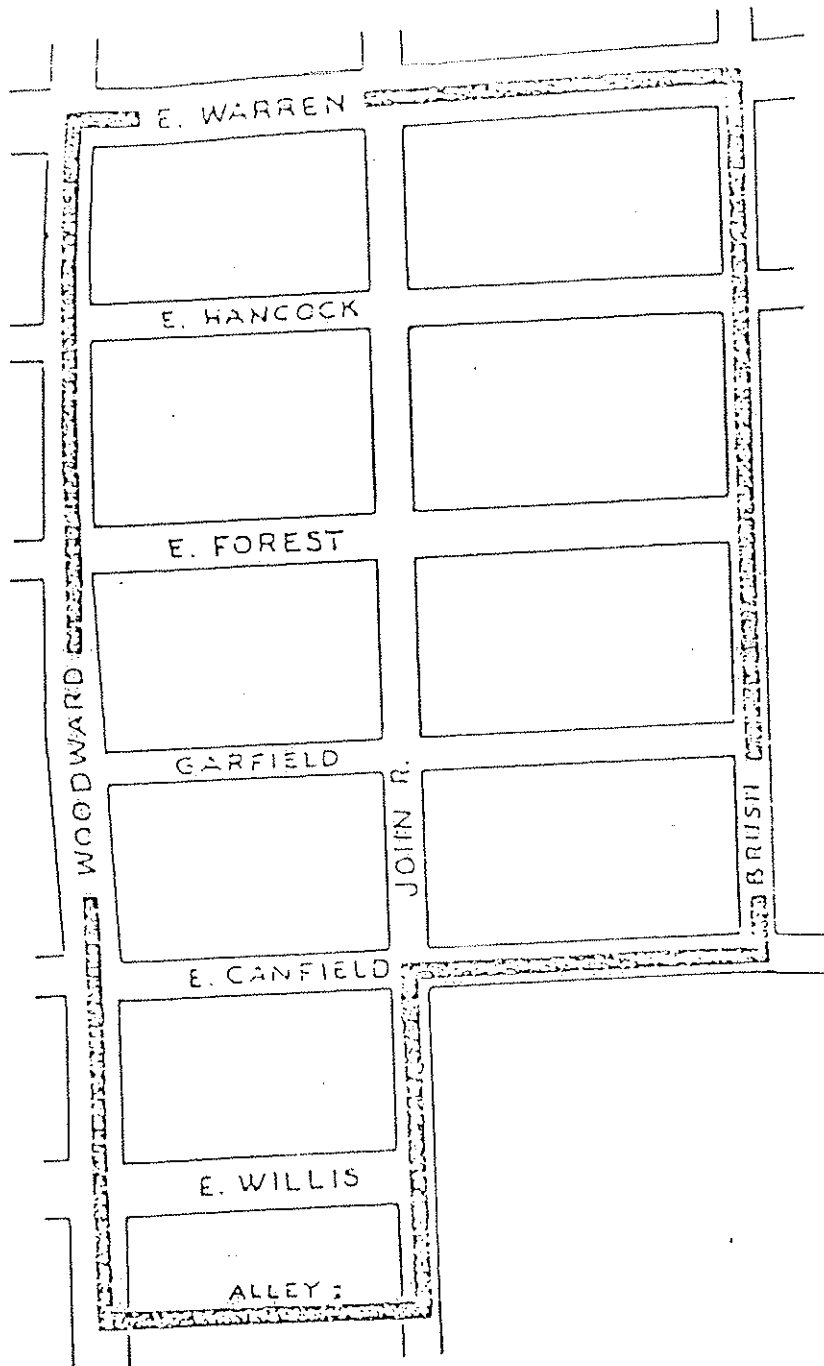 E. WARREN
E. HANCOCK
E. FOREST
WOODWARD
GARFIELD
JOHN R.
BRUSH
E. CANFIELD
E. WILLIS
ALLEY :